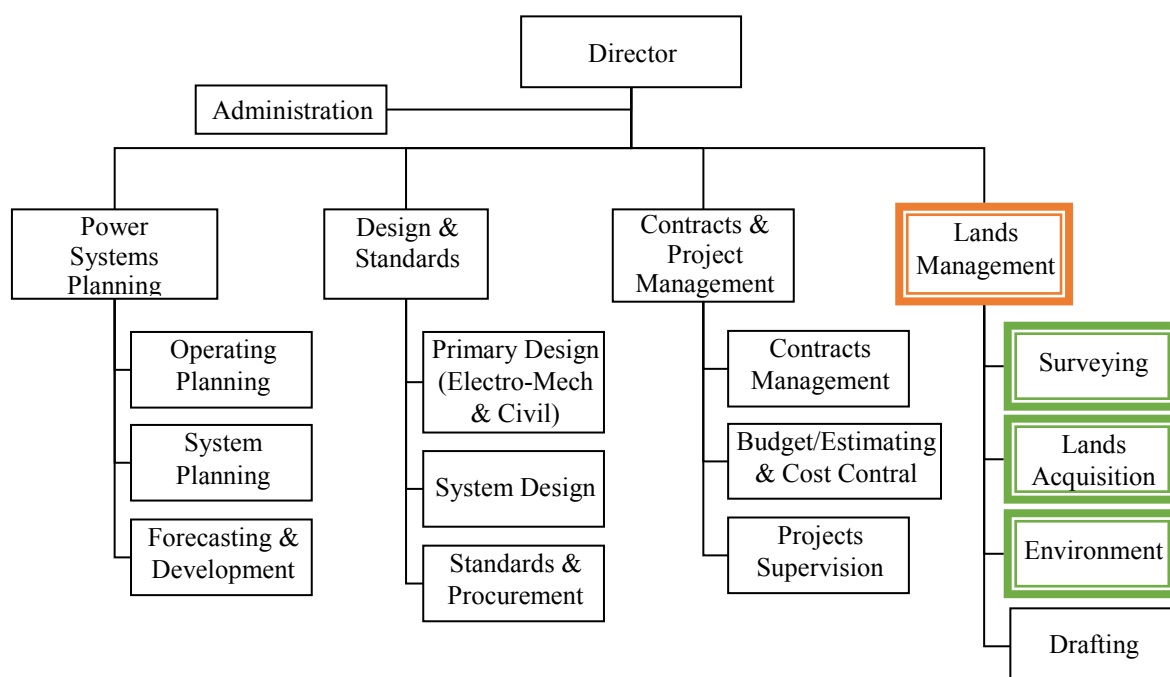 Director
Administration
Power
Systems
Planning
Design &
Standards
Contracts &
Project
Management
Lands
Management
Operating
Planning
System
Planning
Forecasting &
Development
Primary Design
(Electro-Mech
& Civil)
System Design
Standards &
Procurement
Contracts
Management
Budget/Estimating
& Cost Contral
Projects
Supervision
Surveying
Lands
Acquisition
Environment
Drafting